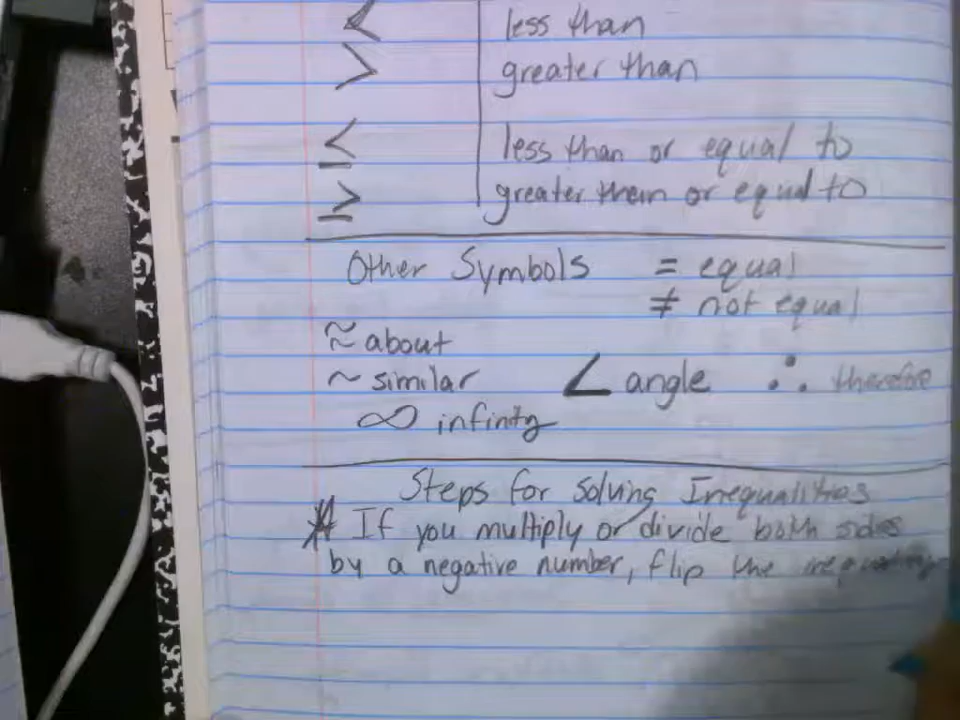 < less than
> greater than
≤ less than or equal to
≥ greater than or equal to
Other Symbols = equal
≠ not equal
≈ about
~ similar ∠ angle ∴ therefore
∞ infinity
Steps for solving Inequalities
* If you multiply or divide both sides
by a negative number, flip the inequality